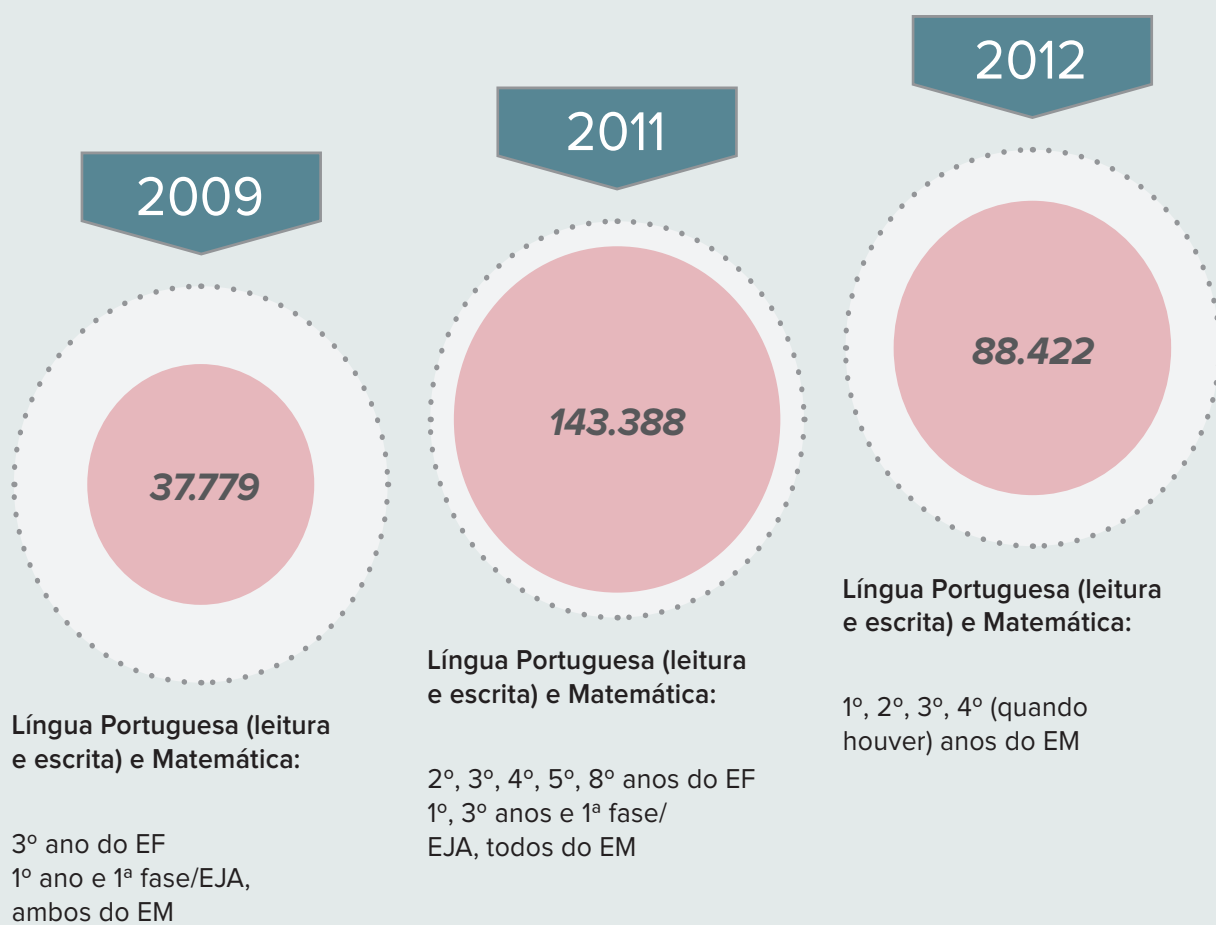 2009
37.779
Língua Portuguesa (leitura
e escrita) e Matemática:
3º ano do EF
1º ano e 1ª fase/EJA,
ambos do EM
2011
143.388
Língua Portuguesa (leitura
e escrita) e Matemática:
2º, 3º, 4º, 5º, 8º anos do EF
1º, 3º anos e 1ª fase/
EJA, todos do EM
2012
88.422
Língua Portuguesa (leitura
e escrita) e Matemática:
1º, 2º, 3º, 4º (quando
houver) anos do EM